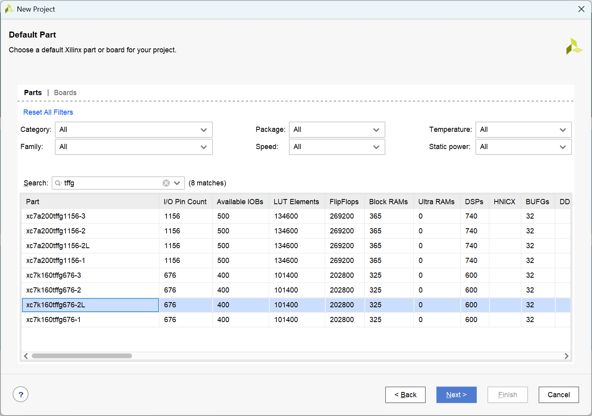 New Project
Default Part
Choose a default Xilinx part or board for your project.
Parts | Boards
Reset All Filters
Category: All Package: All Temperature: All
Family: All Speed: All Static power: All
Search: tffg (8 matches)
Part I/O Pin Count Available IOBs LUT Elements FlipFlops Block RAMs Ultra RAMs DSPs HNICX BUFGs DD
xc7a200tffg1156-3 1156 500 134600 269200 365 0 740 32
xc7a200tffg1156-2 1156 500 134600 269200 365 0 740 32
xc7a200tffg1156-2L 1156 500 134600 269200 365 0 740 32
xc7a200tffg1156-1 1156 500 134600 269200 365 0 740 32
xc7k160tffg676-3 676 400 101400 202800 325 0 600 32
xc7k160tffg676-2 676 400 101400 202800 325 0 600 32
xc7k160tffg676-2L 676 400 101400 202800 325 0 600 32
xc7k160tffg676-1 676 400 101400 202800 325 0 600 32
? < Back Next > Finish Cancel